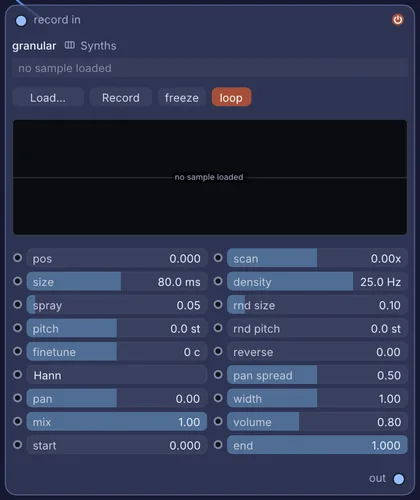 record in
granular Synths
no sample loaded
Load... Record freeze loop
no sample loaded
pos 0.000 scan 0.00x
size 80.0 ms density 25.0 Hz
spray 0.05 rnd size 0.10
pitch 0.0 st rnd pitch 0.0 st
finetune 0 c reverse 0.00
Hann pan spread 0.50
pan 0.00 width 1.00
mix 1.00 volume 0.80
start 0.000 end 1.000
out